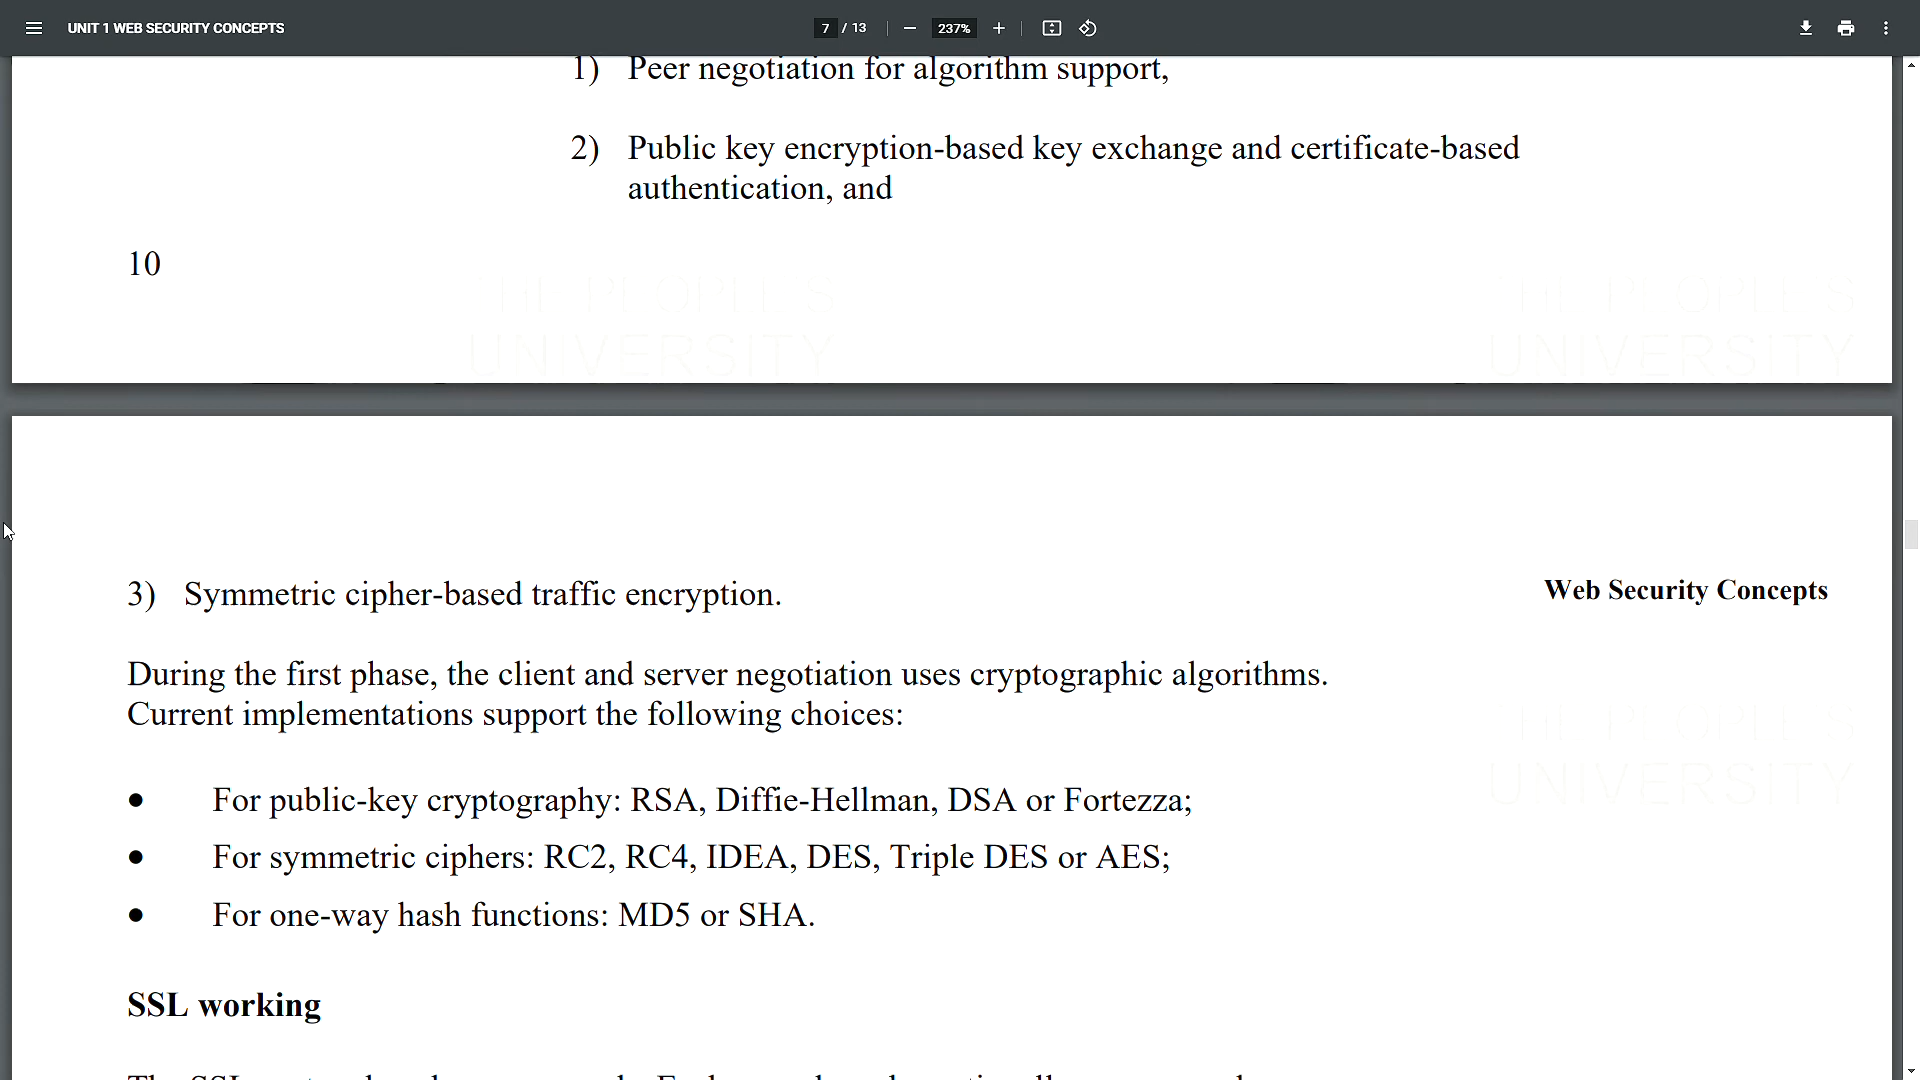 UNIT 1 WEB SECURITY CONCEPTS
7 / 13
237%
1) Peer negotiation for algorithm support,
2) Public key encryption-based key exchange and certificate-based
authentication, and
10
UNIVERSITY
UNIVERSITY
3) Symmetric cipher-based traffic encryption.
Web Security Concepts
During the first phase, the client and server negotiation uses cryptographic algorithms.
Current implementations support the following choices:
UNIVERSITY
● For public-key cryptography: RSA, Diffie-Hellman, DSA or Fortezza;
● For symmetric ciphers: RC2, RC4, IDEA, DES, Triple DES or AES;
● For one-way hash functions: MD5 or SHA.
SSL working